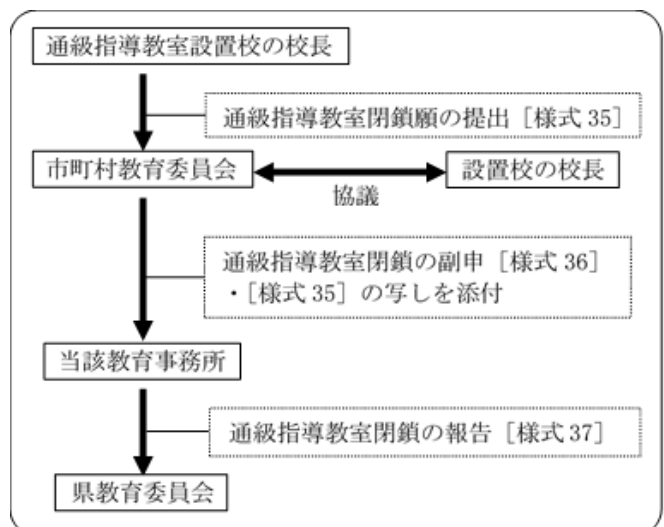 通級指導教室設置校の校長
通級指導教室閉鎖願の提出［様式 35］
市町村教育委員会
設置校の校長
協議
通級指導教室閉鎖の副申［様式 36］
・［様式 35］の写しを添付
当該教育事務所
通級指導教室閉鎖の報告［様式 37］
県教育委員会